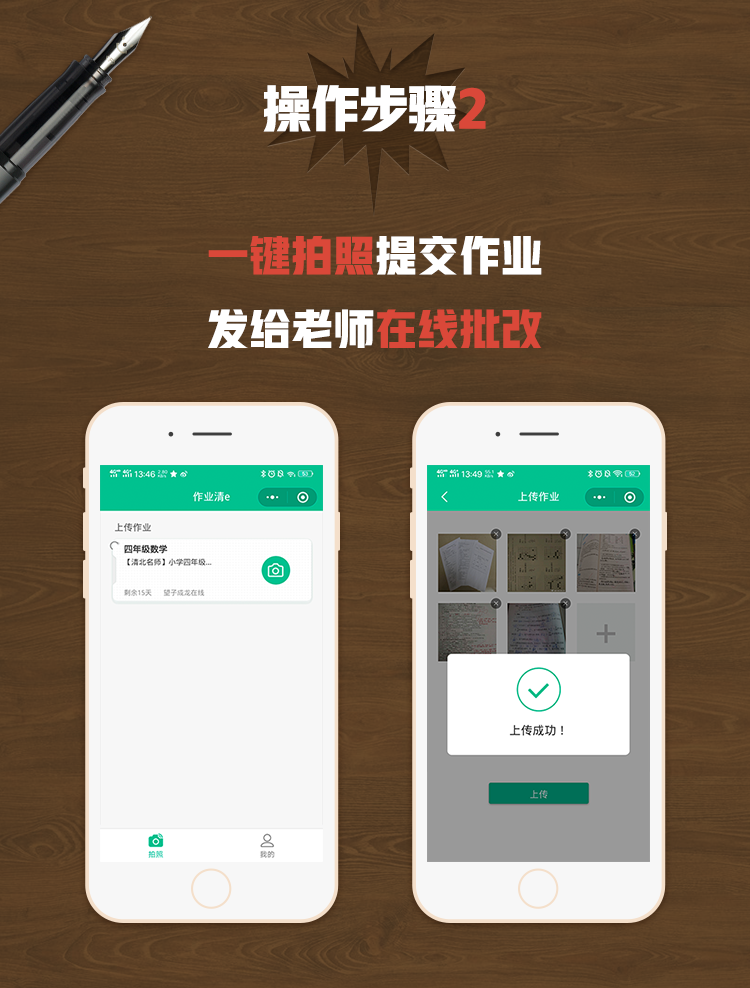 操作步骤2
一键拍照提交作业
发给老师在线批改
13:46
作业清e
上传作业
四年级数学
【清北名师】小学四年级...
剩余15天 望子成龙在线
拍照
我的
13:49
上传作业
上传成功！
上传